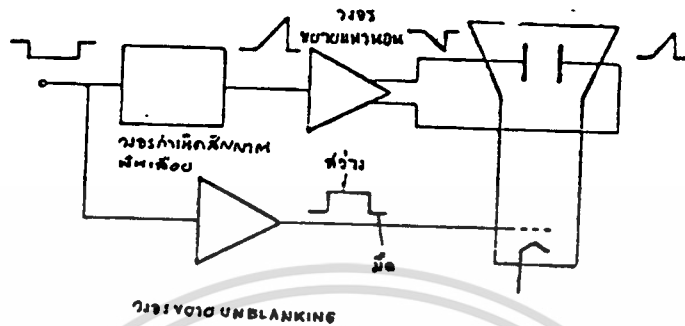 วงจร
ขยายแนวนอน
วงจรกำเนิดสัญญาณ
ฟันเลื่อย
สว่าง
มืด
วงจรขยาย UNBLANKING